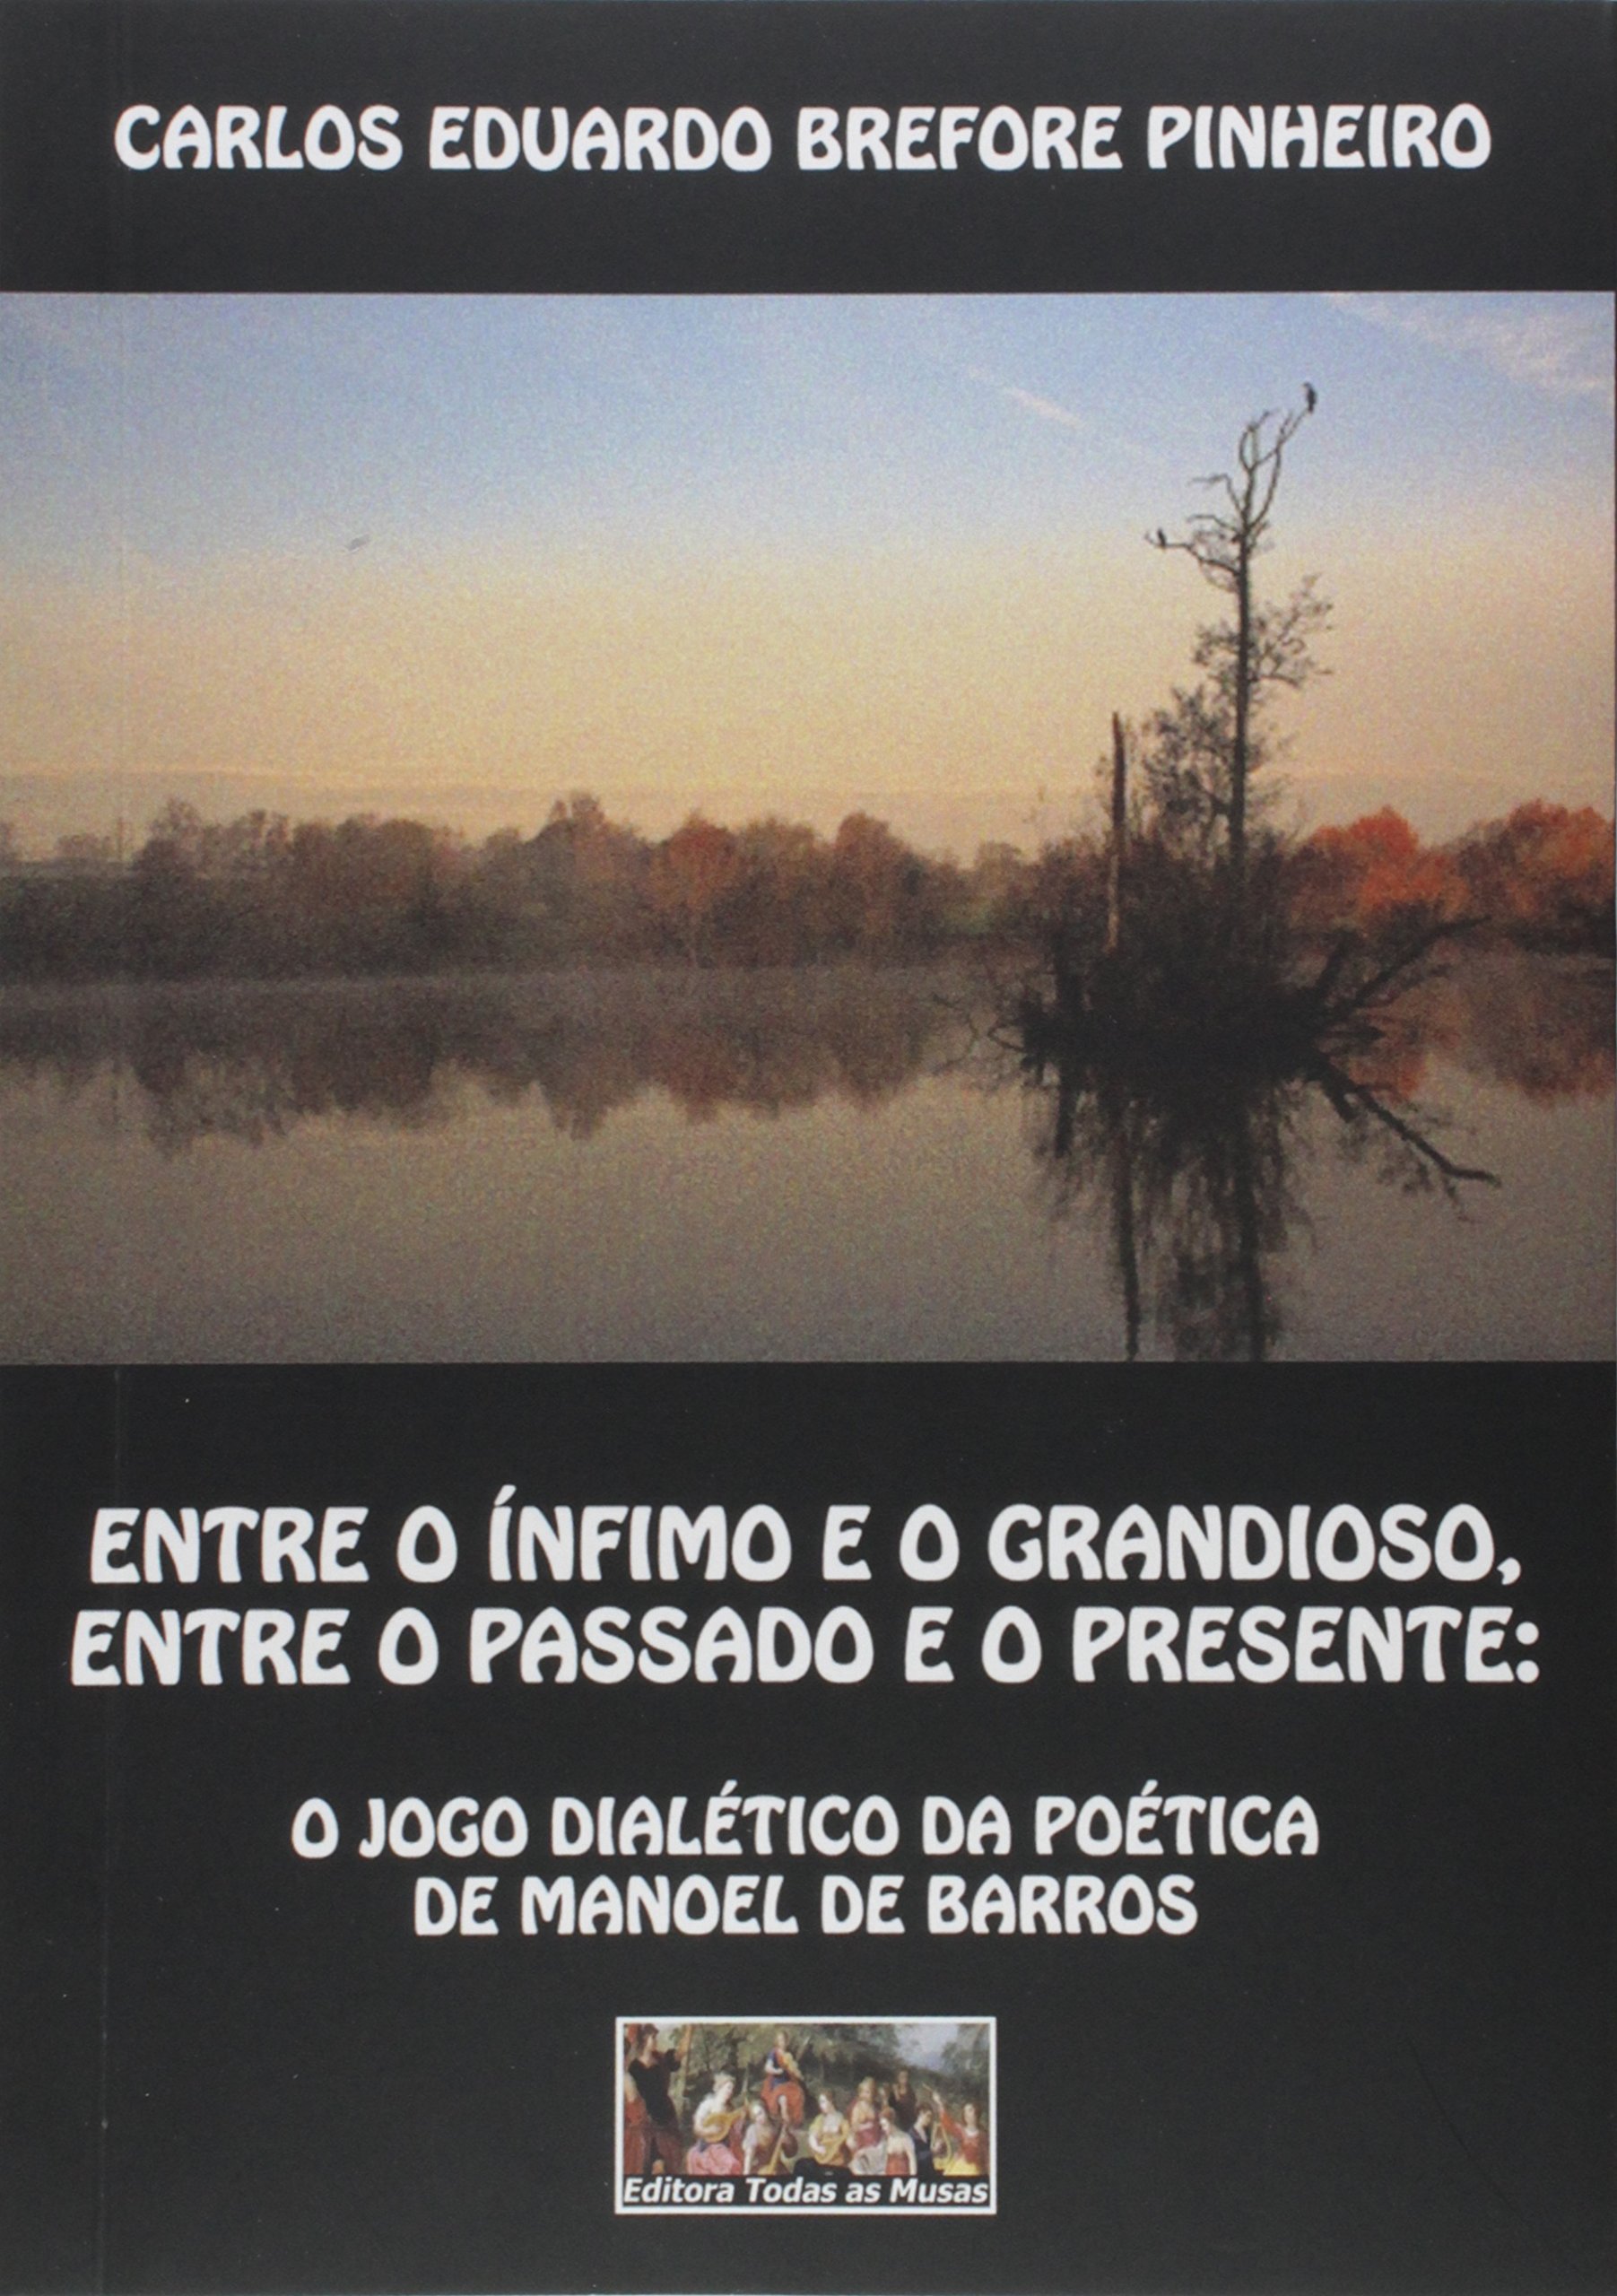 CARLOS EDUARDO BREFORE PINHEIRO
ENTRE O ÍNFIMO E O GRANDIOSO,
ENTRE O PASSADO E O PRESENTE:
O JOGO DIALÉTICO DA POÉTICA
DE MANOEL DE BARROS
Editora Todas as Musas